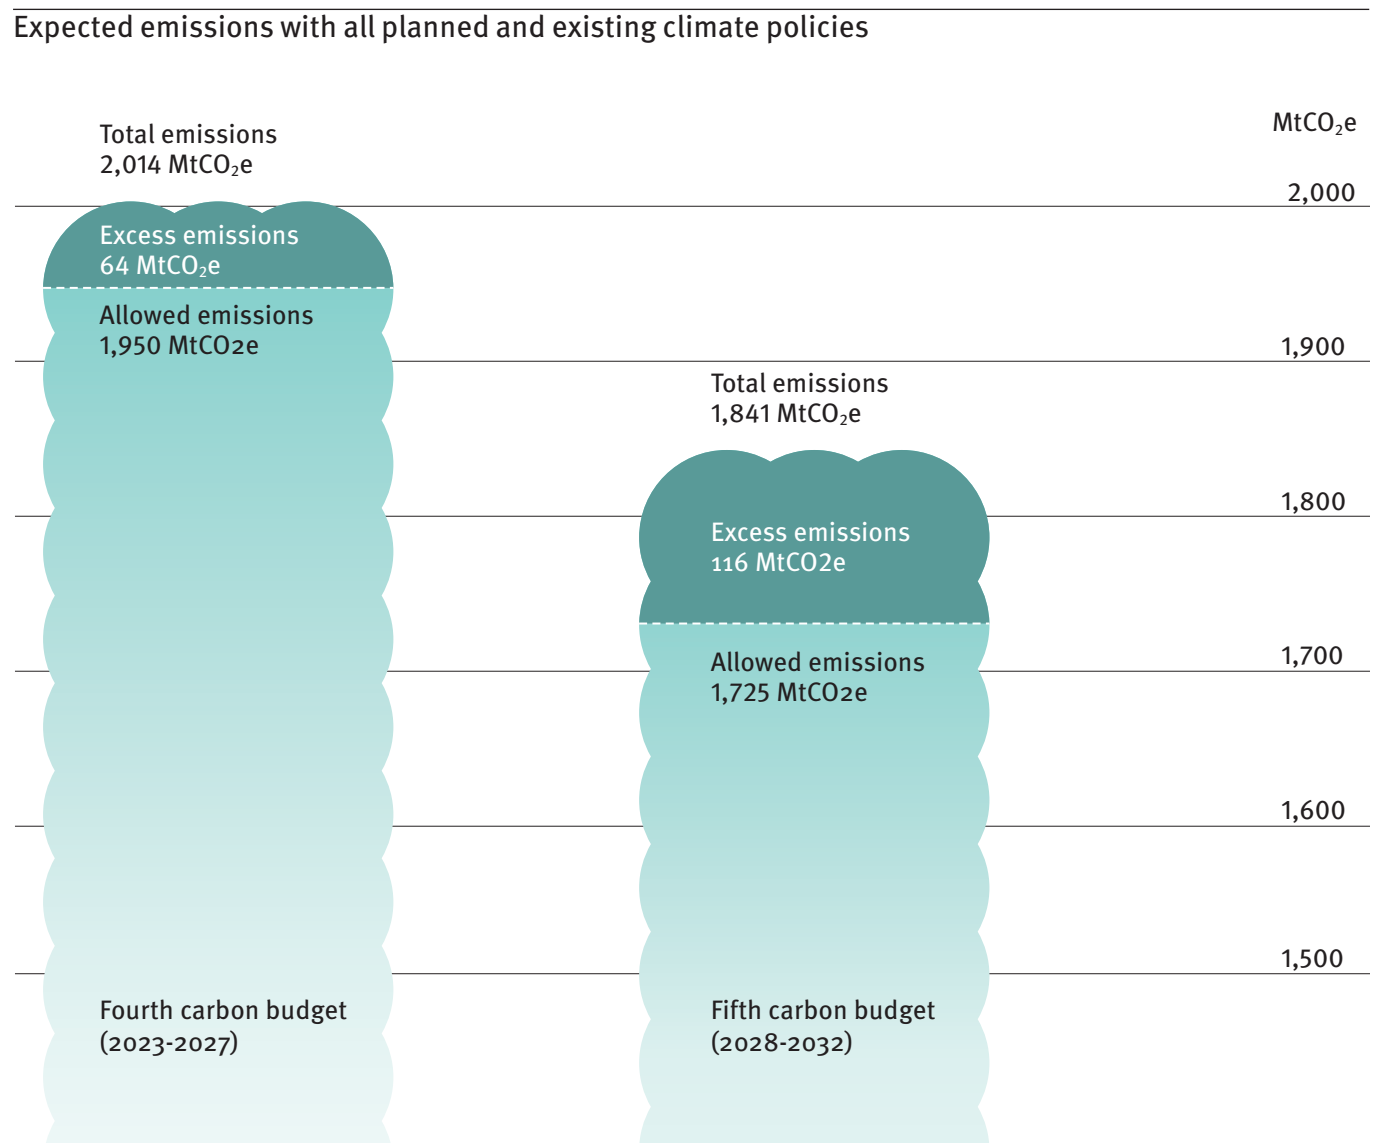 Expected emissions with all planned and existing climate policies
MtCO₂e
Total emissions
2,014 MtCO₂e
2,000
Excess emissions
64 MtCO₂e
Allowed emissions
1,950 MtCO2e
1,900
Total emissions
1,841 MtCO₂e
1,800
Excess emissions
116 MtCO2e
1,700
Allowed emissions
1,725 MtCO2e
1,600
1,500
Fourth carbon budget
(2023-2027)
Fifth carbon budget
(2028-2032)